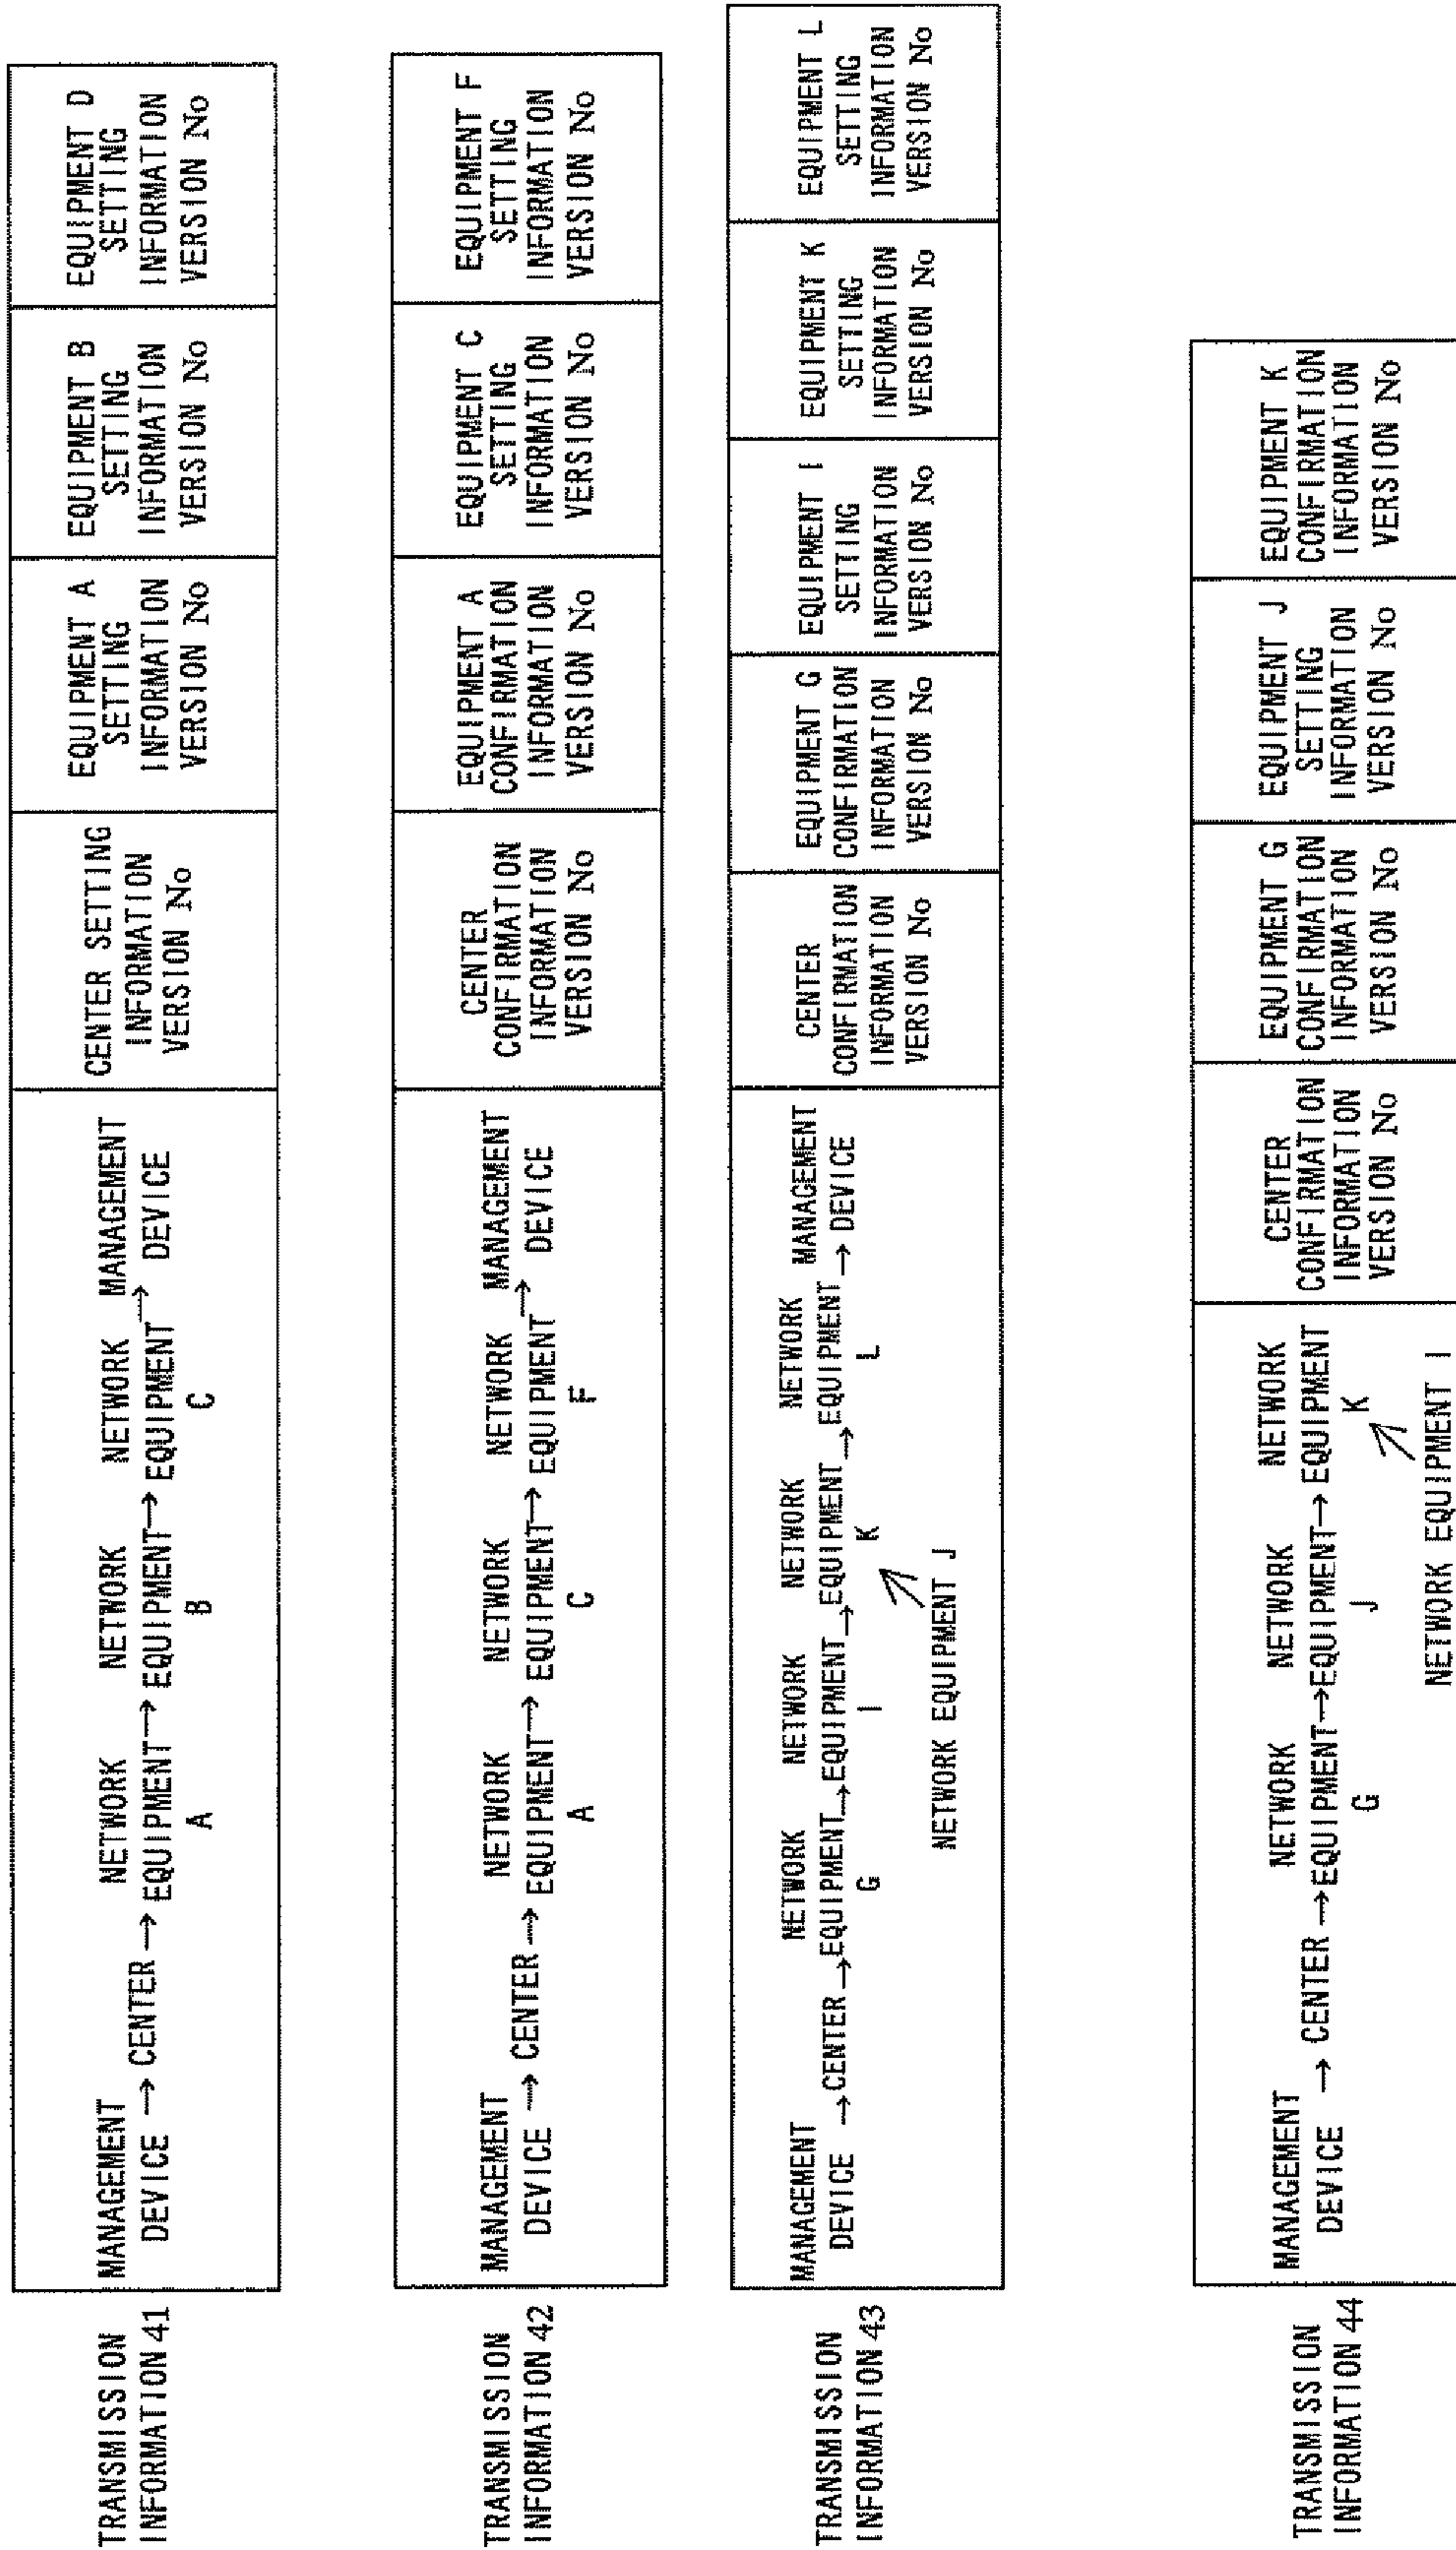 TRANSMISSION
INFORMATION 41
MANAGEMENT
DEVICE → CENTER → NETWORK EQUIPMENT A → NETWORK EQUIPMENT B → NETWORK EQUIPMENT C → MANAGEMENT DEVICE
CENTER SETTING
INFORMATION
VERSION No
EQUIPMENT A
SETTING
INFORMATION
VERSION No
EQUIPMENT B
SETTING
INFORMATION
VERSION No
EQUIPMENT D
SETTING
INFORMATION
VERSION No
TRANSMISSION
INFORMATION 42
MANAGEMENT
DEVICE → CENTER → NETWORK EQUIPMENT A → NETWORK EQUIPMENT C → NETWORK EQUIPMENT F → MANAGEMENT DEVICE
CENTER
CONFIRMATION
INFORMATION
VERSION No
EQUIPMENT A
CONFIRMATION
INFORMATION
VERSION No
EQUIPMENT C
SETTING
INFORMATION
VERSION No
EQUIPMENT F
SETTING
INFORMATION
VERSION No
TRANSMISSION
INFORMATION 43
MANAGEMENT
DEVICE → CENTER → NETWORK EQUIPMENT G → NETWORK EQUIPMENT I → NETWORK EQUIPMENT K → NETWORK EQUIPMENT L → MANAGEMENT DEVICE
NETWORK EQUIPMENT J
CENTER
CONFIRMATION
INFORMATION
VERSION No
EQUIPMENT G
CONFIRMATION
INFORMATION
VERSION No
EQUIPMENT I
SETTING
INFORMATION
VERSION No
EQUIPMENT K
SETTING
INFORMATION
VERSION No
EQUIPMENT L
SETTING
INFORMATION
VERSION No
TRANSMISSION
INFORMATION 44
MANAGEMENT
DEVICE → CENTER → NETWORK EQUIPMENT G → NETWORK EQUIPMENT J → NETWORK EQUIPMENT K
NETWORK EQUIPMENT I
CENTER
CONFIRMATION
INFORMATION
VERSION No
EQUIPMENT G
CONFIRMATION
INFORMATION
VERSION No
EQUIPMENT J
SETTING
INFORMATION
VERSION No
EQUIPMENT K
CONFIRMATION
INFORMATION
VERSION No